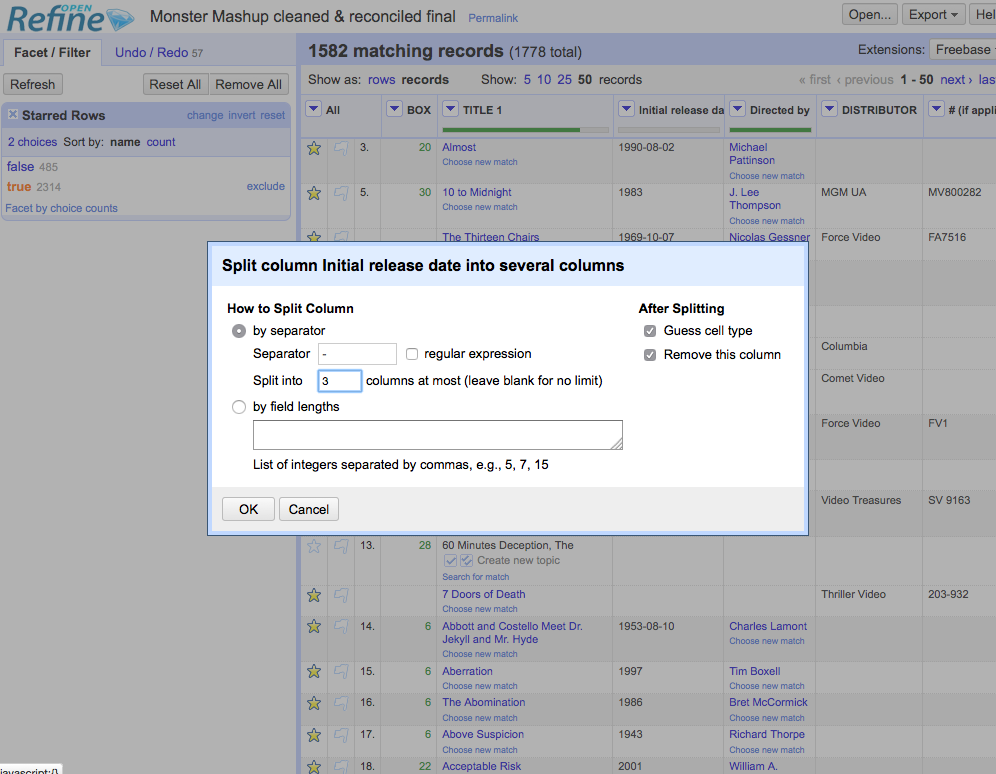 OPEN
Refine
Monster Mashup cleaned & reconciled final Permalink
Open... Export Hel
Facet / Filter Undo / Redo 57
1582 matching records (1778 total)
Extensions: Freebase
Refresh Reset All Remove All
Show as: rows records Show: 5 10 25 50 records
« first ‹ previous 1 - 50 next › las
Starred Rows change invert reset
2 choices Sort by: name count
false 485
true 2314 exclude
Facet by choice counts
All BOX TITLE 1 Initial release da Directed by DISTRIBUTOR # (if appli
3. 20 Almost 1990-08-02 Michael Pattinson
Choose new match Choose new match
5. 30 10 to Midnight 1983 J. Lee Thompson MGM UA MV800282
Choose new match Choose new match
The Thirteen Chairs 1969-10-07 Nicolas Gessner Force Video FA7516
Split column Initial release date into several columns
How to Split Column
by separator
Separator - regular expression
Split into 3 columns at most (leave blank for no limit)
by field lengths
List of integers separated by commas, e.g., 5, 7, 15
After Splitting
Guess cell type
Remove this column
OK Cancel
Columbia
Comet Video
Force Video FV1
Video Treasures SV 9163
13. 28 60 Minutes Deception, The
Create new topic
Search for match
7 Doors of Death Thriller Video 203-932
Choose new match
14. 6 Abbott and Costello Meet Dr. Jekyll and Mr. Hyde 1953-08-10 Charles Lamont
Choose new match Choose new match
15. 6 Aberration 1997 Tim Boxell
Choose new match Choose new match
16. 6 The Abomination 1986 Bret McCormick
Choose new match Choose new match
17. 6 Above Suspicion 1943 Richard Thorpe
Choose new match Choose new match
18. 22 Acceptable Risk 2001 William A.
javascript:{}